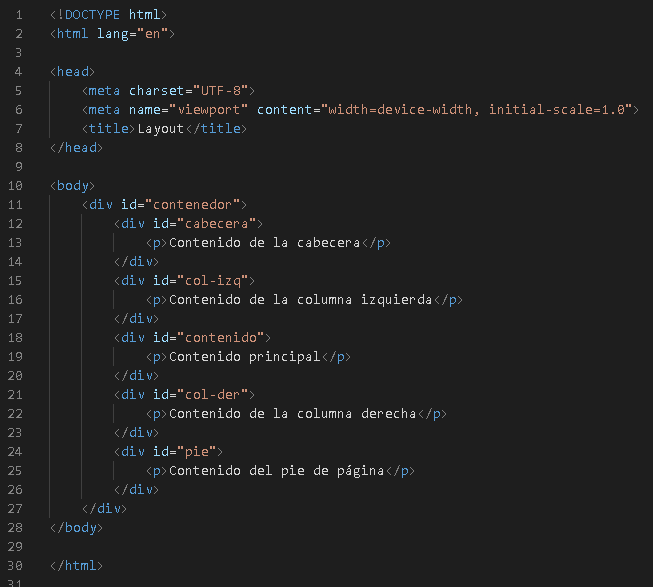 1 <!DOCTYPE html>
2 <html lang="en">
3
4 <head>
5     <meta charset="UTF-8">
6     <meta name="viewport" content="width=device-width, initial-scale=1.0">
7     <title>Layout</title>
8 </head>
9
10 <body>
11     <div id="contenedor">
12         <div id="cabecera">
13             <p>Contenido de la cabecera</p>
14         </div>
15         <div id="col-izq">
16             <p>Contenido de la columna izquierda</p>
17         </div>
18         <div id="contenido">
19             <p>Contenido principal</p>
20         </div>
21         <div id="col-der">
22             <p>Contenido de la columna derecha</p>
23         </div>
24         <div id="pie">
25             <p>Contenido del pie de página</p>
26         </div>
27     </div>
28 </body>
29
30 </html>
31